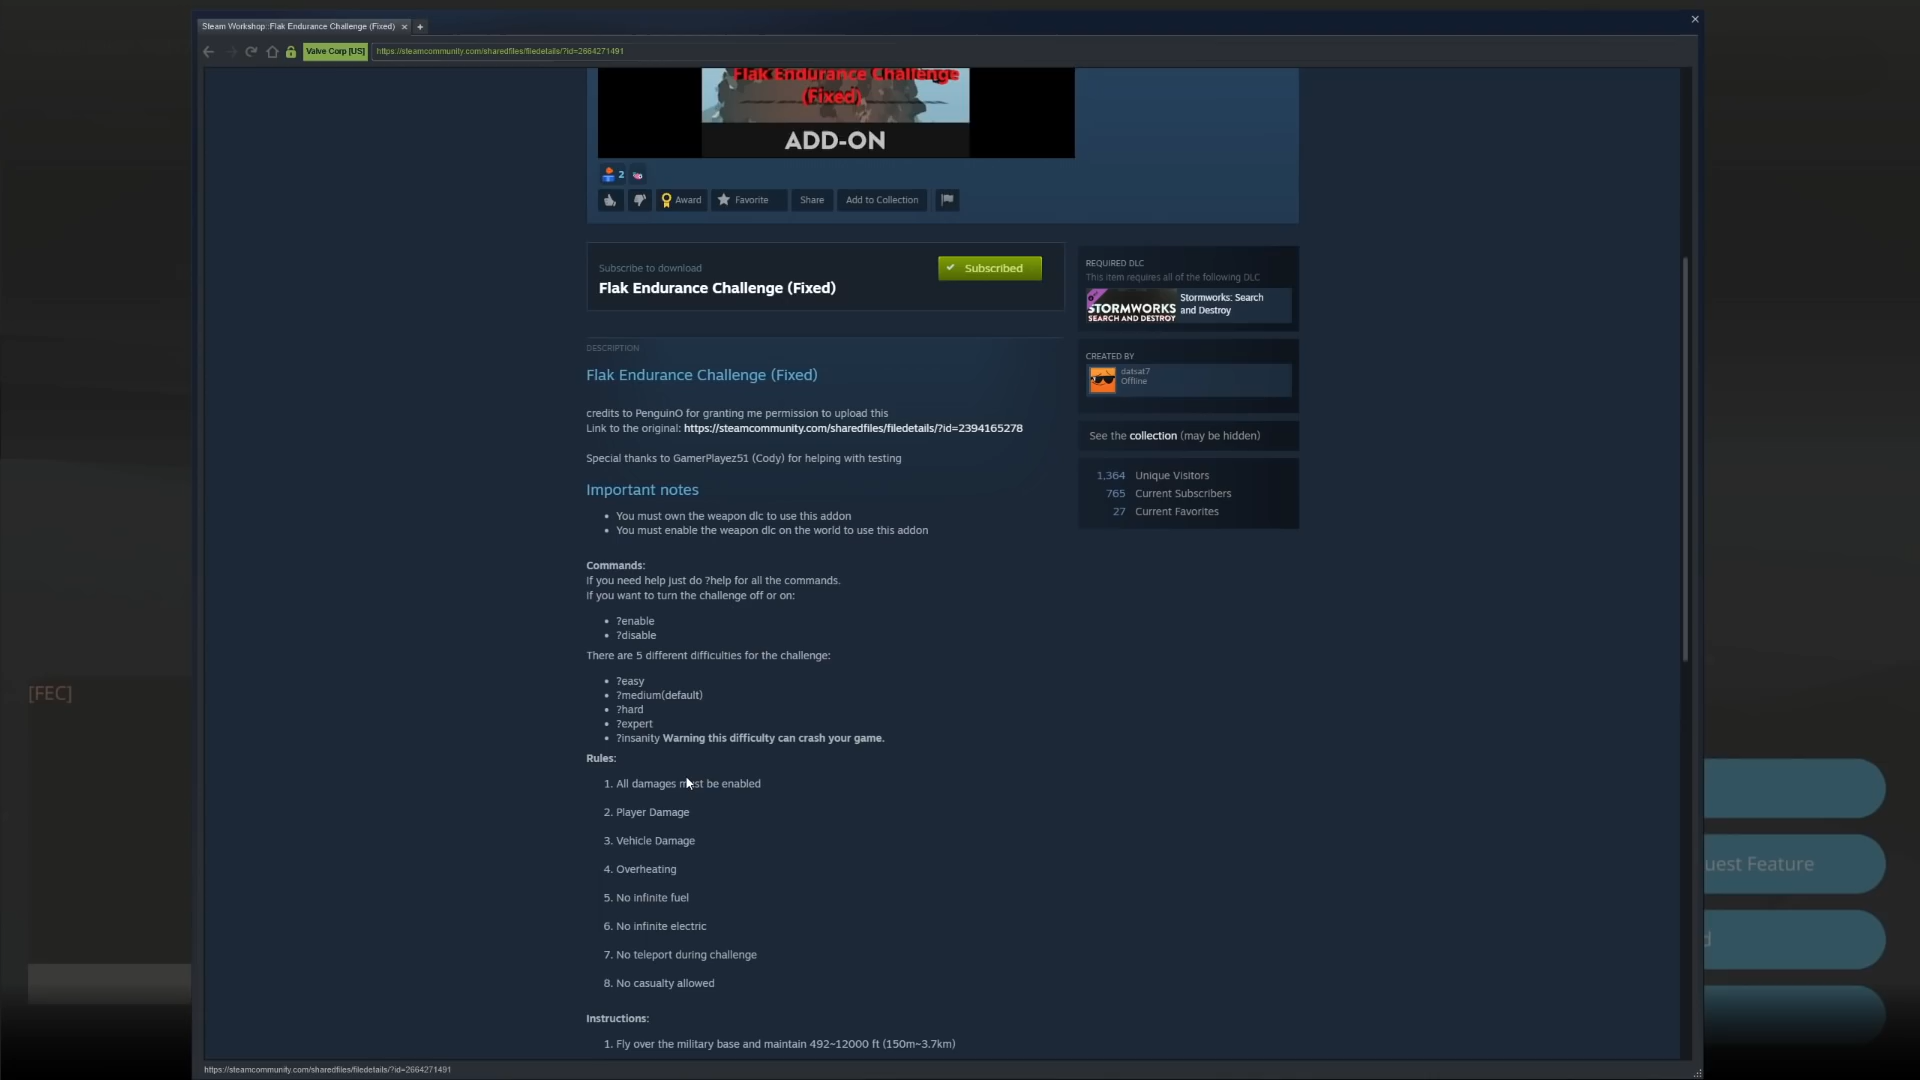 Steam Workshop::Flak Endurance Challenge (Fixed)
Valve Corp [US]
https://steamcommunity.com/sharedfiles/filedetails/?id=2664271491
Flak Endurance Challenge
(Fixed)
ADD-ON
2
Award
Favorite
Share
Add to Collection
Subscribe to download
Flak Endurance Challenge (Fixed)
Subscribed
REQUIRED DLC
This item requires all of the following DLC
STORMWORKS
SEARCH AND DESTROY
Stormworks: Search
and Destroy
CREATED BY
datsat7
Offline
See the collection (may be hidden)
1,364 Unique Visitors
765 Current Subscribers
27 Current Favorites
DESCRIPTION
Flak Endurance Challenge (Fixed)
credits to PenguinO for granting me permission to upload this
Link to the original: https://steamcommunity.com/sharedfiles/filedetails/?id=2394165278
Special thanks to GamerPlayez51 (Cody) for helping with testing
Important notes
• You must own the weapon dlc to use this addon
• You must enable the weapon dlc on the world to use this addon
Commands:
If you need help just do ?help for all the commands.
If you want to turn the challenge off or on:
• ?enable
• ?disable
There are 5 different difficulties for the challenge:
• ?easy
• ?medium(default)
• ?hard
• ?expert
• ?insanity Warning this difficulty can crash your game.
Rules:
1. All damages must be enabled
2. Player Damage
3. Vehicle Damage
4. Overheating
5. No infinite fuel
6. No infinite electric
7. No teleport during challenge
8. No casualty allowed
Instructions:
1. Fly over the military base and maintain 492~12000 ft (150m~3.7km)
https://steamcommunity.com/sharedfiles/filedetails/?id=2664271491
[FEC]
uest Feature
d